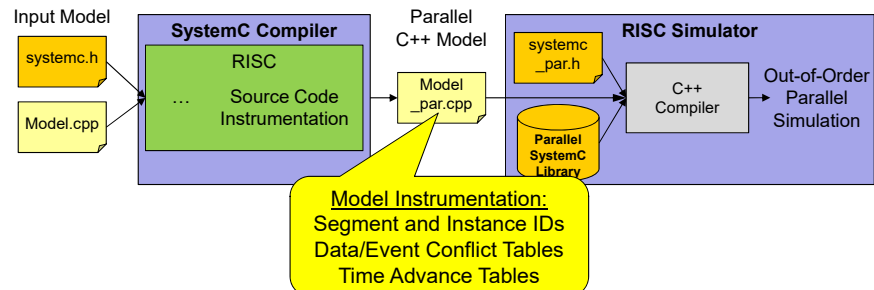 Input Model
systemc.h
Model.cpp
SystemC Compiler
RISC
… Source Code
Instrumentation
Parallel
C++ Model
Model
_par.cpp
RISC Simulator
systemc
_par.h
Parallel
SystemC
Library
C++
Compiler
Out-of-Order
Parallel
Simulation
Model Instrumentation:
Segment and Instance IDs
Data/Event Conflict Tables
Time Advance Tables